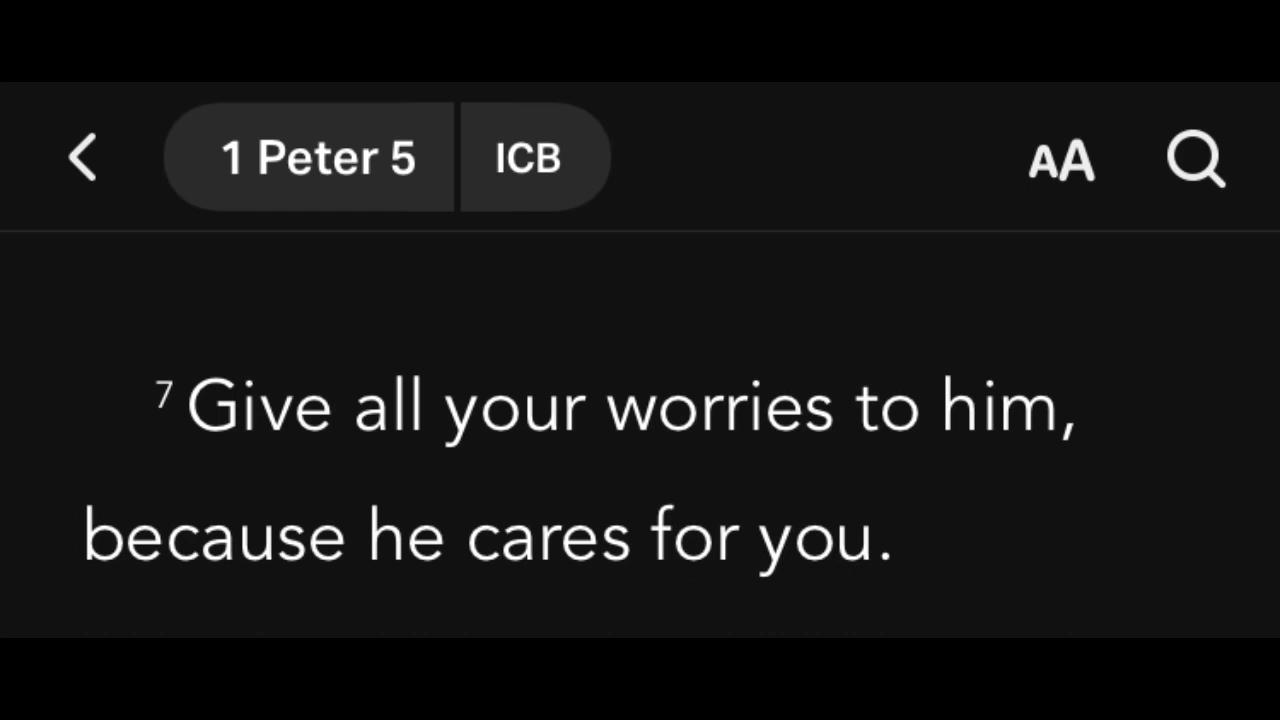 1 Peter 5 ICB AA
7 Give all your worries to him,
because he cares for you.